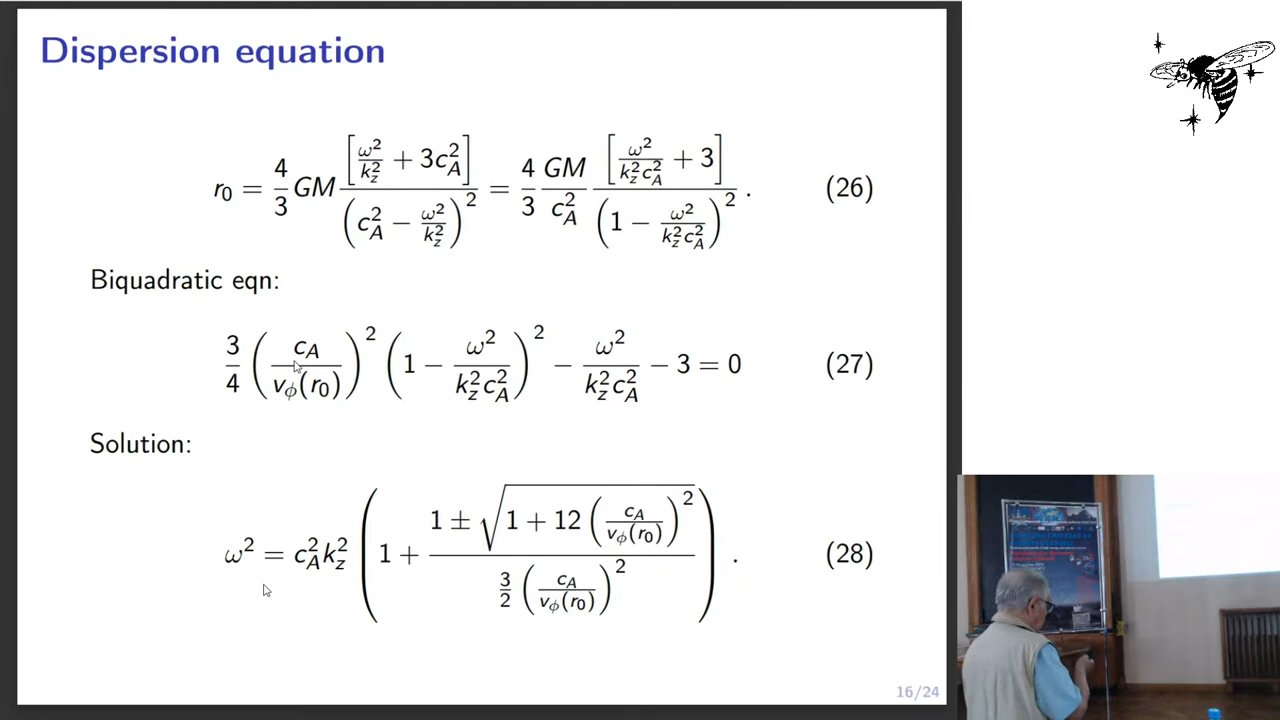 Dispersion equation
r₀ = 4/3 GM [ω²/k_z² + 3c_A²] / (c_A² − ω²/k_z²)² = 4/3 GM/c_A² [ω²/(k_z²c_A²) + 3] / (1 − ω²/(k_z²c_A²))² . (26)
Biquadratic eqn:
3/4 (c_A/v_ϕ(r₀))² (1 − ω²/(k_z²c_A²))² − ω²/(k_z²c_A²) − 3 = 0 (27)
Solution:
ω² = c_A²k_z² (1 + (1 ± √(1 + 12 (c_A/v_ϕ(r₀))²)) / (3/2 (c_A/v_ϕ(r₀))²)) . (28)
16/24